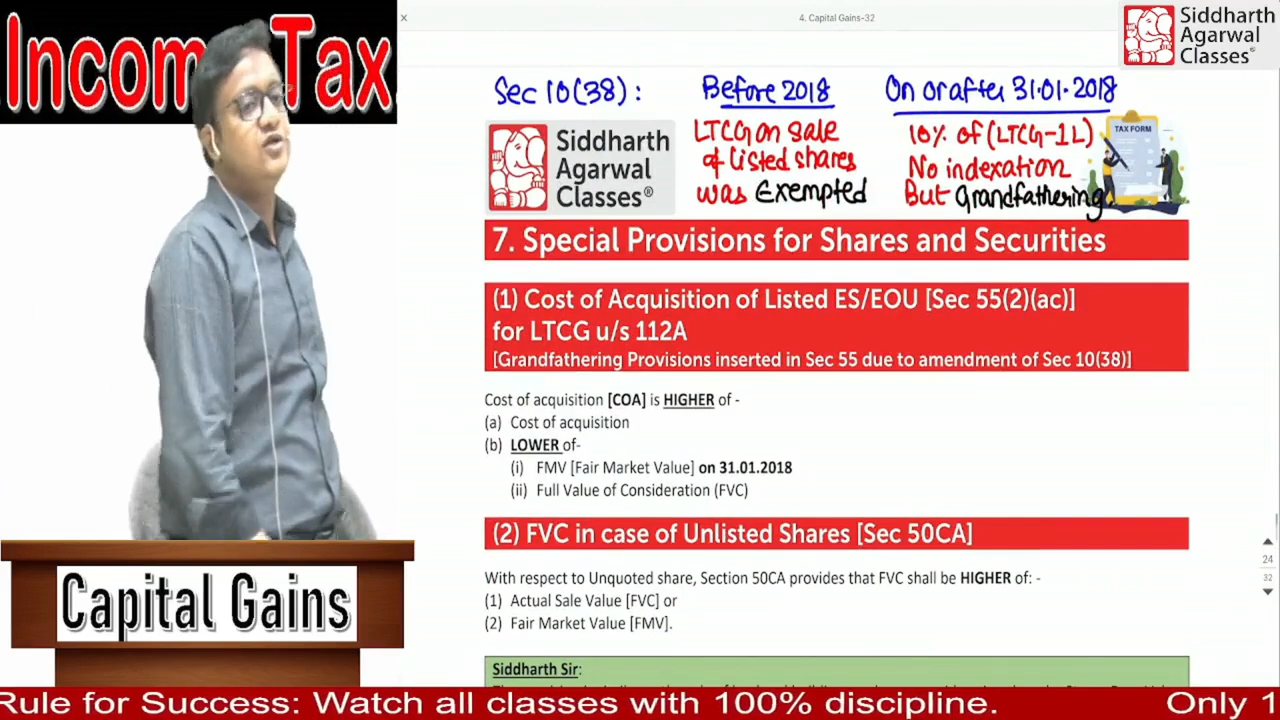 Income Tax
×
4. Capital Gains-32
Siddharth
Agarwal
Classes®
Sec 10(38) :
Before 2018
On or after 31.01.2018
LTCG on sale
of listed shares
was Exempted
10% of (LTCG-1L)
No indexation
But Grandfathering
Siddharth
Agarwal
Classes®
TAX FORM
7. Special Provisions for Shares and Securities
(1) Cost of Acquisition of Listed ES/EOU [Sec 55(2)(ac)]
for LTCG u/s 112A
[Grandfathering Provisions inserted in Sec 55 due to amendment of Sec 10(38)]
Cost of acquisition [COA] is HIGHER of -
(a) Cost of acquisition
(b) LOWER of-
(i) FMV [Fair Market Value] on 31.01.2018
(ii) Full Value of Consideration (FVC)
(2) FVC in case of Unlisted Shares [Sec 50CA]
With respect to Unquoted share, Section 50CA provides that FVC shall be HIGHER of: -
(1) Actual Sale Value [FVC] or
(2) Fair Market Value [FMV].
24
32
Siddharth Sir:
Capital Gains
Rule for Success: Watch all classes with 100% discipline.
Only 1